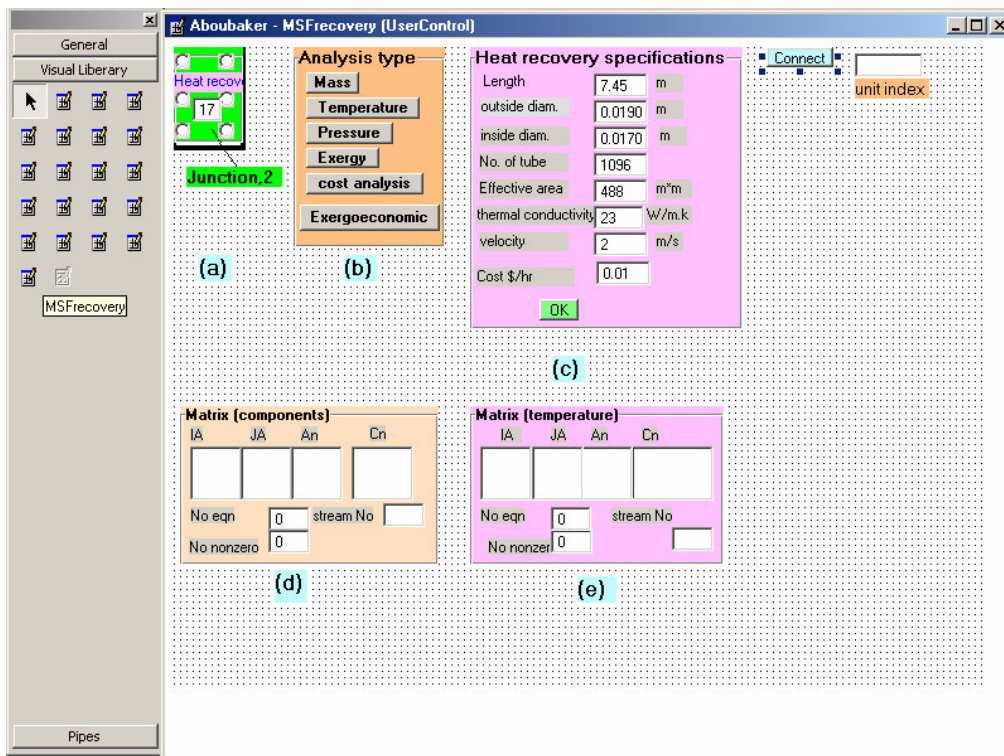 Aboubaker - MSFrecovery (UserControl)
General
Visual Liberary
MSFrecovery
Pipes
Heat recov
17
Junction,2
(a)
Analysis type
Mass
Temperature
Pressure
Exergy
cost analysis
Exergoeconomic
(b)
Heat recovery specifications
Length 7.45 m
outside diam. 0.0190 m
inside diam. 0.0170 m
No. of tube 1096
Effective area 488 m*m
thermal conductivity 23 W/m.k
velocity 2 m/s
Cost $/hr 0.01
OK
(c)
Connect
unit index
Matrix (components)
IA JA An Cn
No eqn 0 stream No
No nonzero 0
(d)
Matrix (temperature)
IA JA An Cn
No eqn 0 stream No
No nonzer 0
(e)